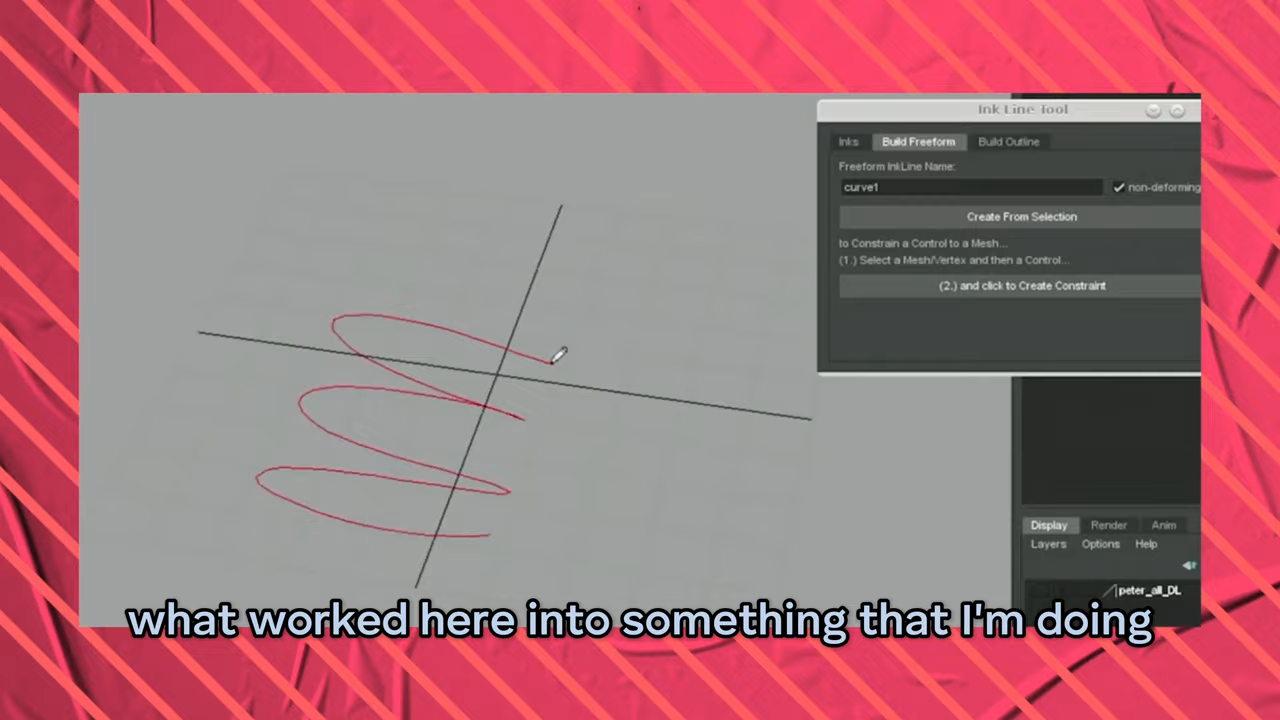 Ink Line Tool
Inks Build Freeform Build Outline
Freeform InkLine Name:
curve1 non-deforming
Create From Selection
to Constrain a Control to a Mesh...
(1.) Select a Mesh/Vertex and then a Control...
(2.) and click to Create Constraint
Display Render Anim
Layers Options Help
peter_all_DL
what worked here into something that I'm doing